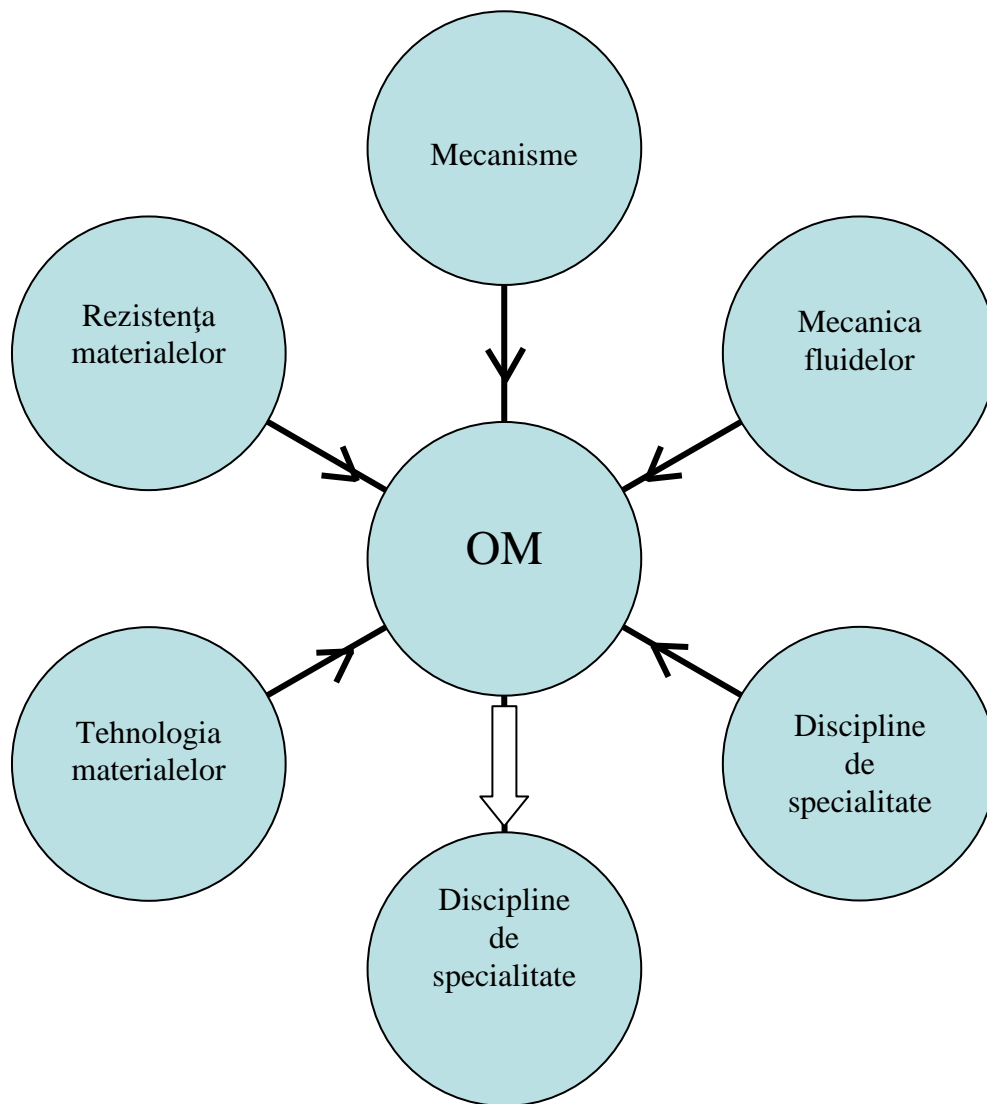 Mecanisme
Rezistenţa
materialelor
Mecanica
fluidelor
OM
Tehnologia
materialelor
Discipline
de
specialitate
Discipline
de
specialitate